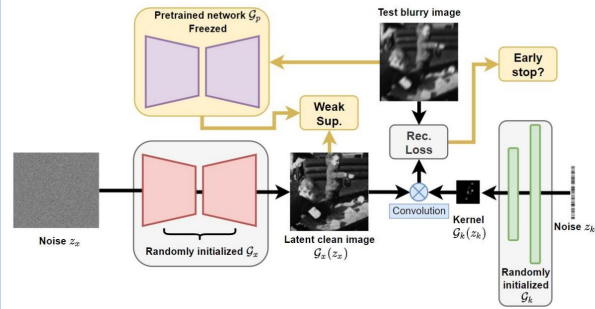 Pretrained network 𝒢ₚ
Freezed
Test blurry image
Early
stop?
Weak
Sup.
Rec.
Loss
Convolution
Noise zₓ
Randomly initialized 𝒢ₓ
Latent clean image
𝒢ₓ(zₓ)
Kernel
𝒢ₖ(zₖ)
Noise zₖ
Randomly
initialized
𝒢ₖ